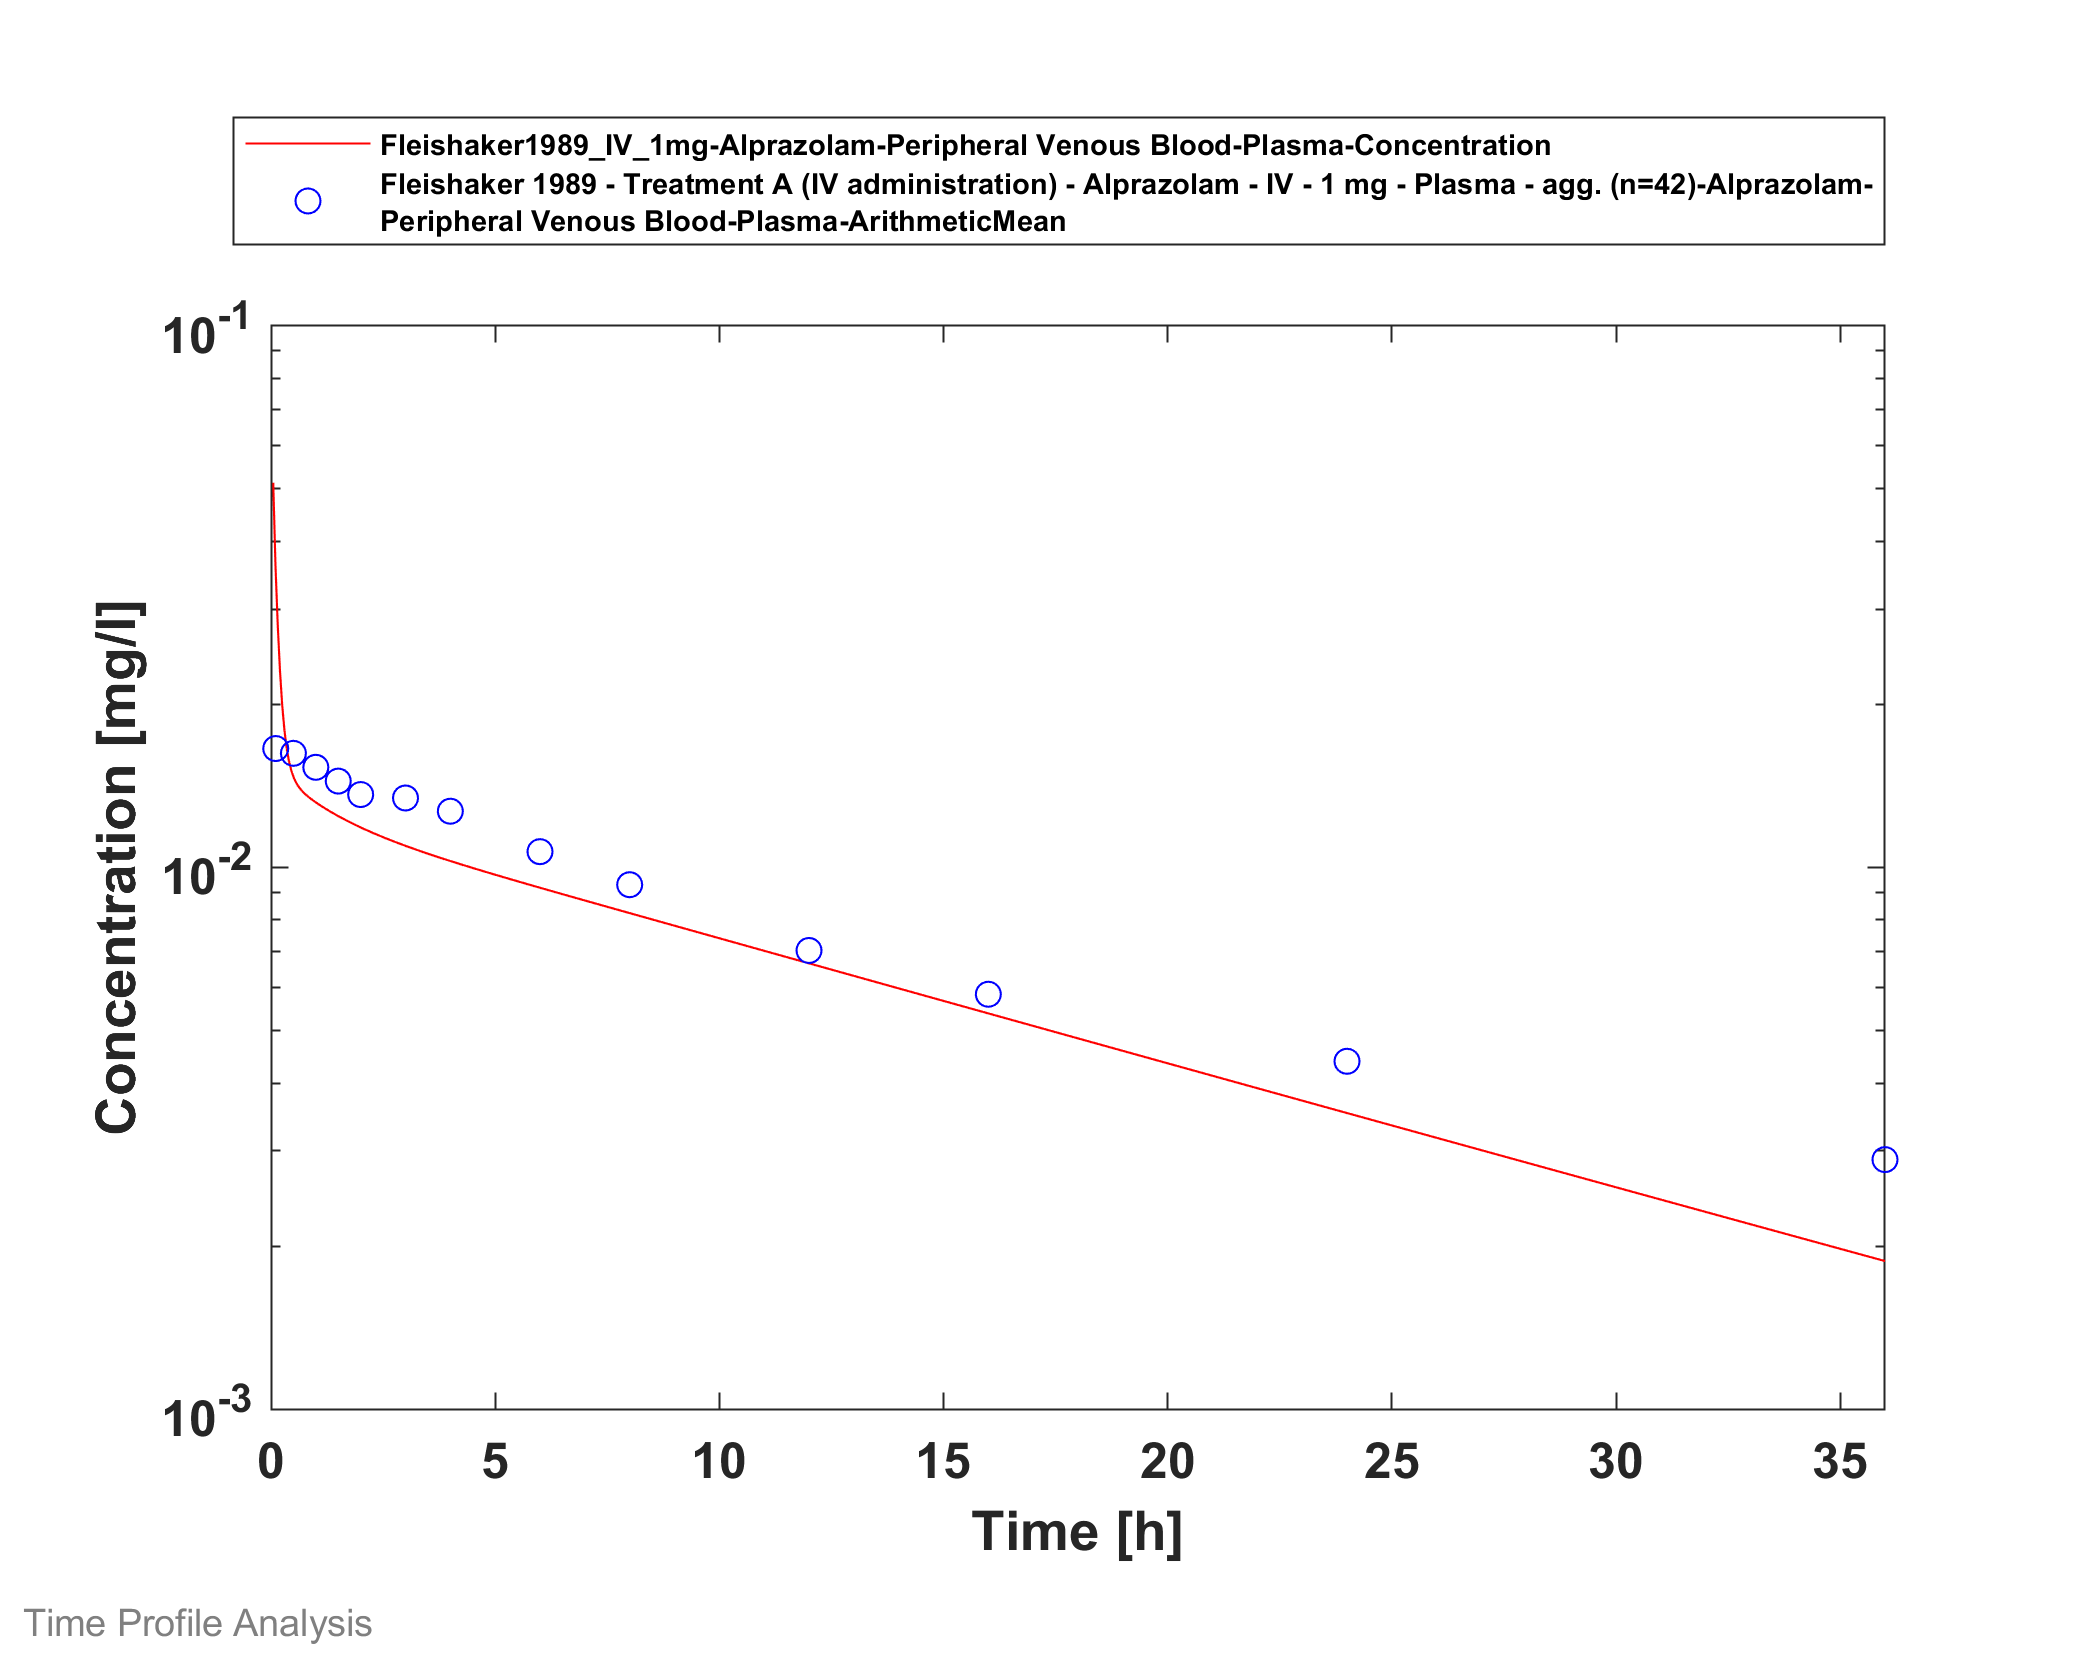 Fleishaker1989_IV_1mg-Alprazolam-Peripheral Venous Blood-Plasma-Concentration
Fleishaker 1989 - Treatment A (IV administration) - Alprazolam - IV - 1 mg - Plasma - agg. (n=42)-Alprazolam-
Peripheral Venous Blood-Plasma-ArithmeticMean
10^-1
10^-2
10^-3
Concentration [mg/l]
0 5 10 15 20 25 30 35
Time [h]
Time Profile Analysis